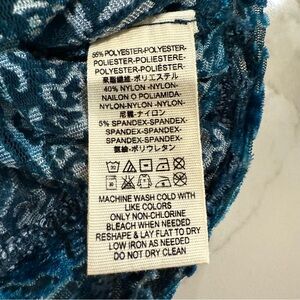 55% POLYESTER-POLYESTER-
POLIESTER-POLIESTERE-
POLYESTER-POLIÉSTER-
聚脂纖維-ポリエステル
40% NYLON -NYLON-
NAILON O POLIAMIDA-
NYLON-NYLON -NYLON-
尼龍-ナイロン
5% SPANDEX-SPANDEX-
SPANDEX-SPANDEX-
SPANDEX-SPANDEX-
氨綸-ポリウレタン
MACHINE WASH COLD WITH
LIKE COLORS
ONLY NON-CHLORINE
BLEACH WHEN NEEDED
RESHAPE & LAY FLAT TO DRY
LOW IRON AS NEEDED
DO NOT DRY CLEAN